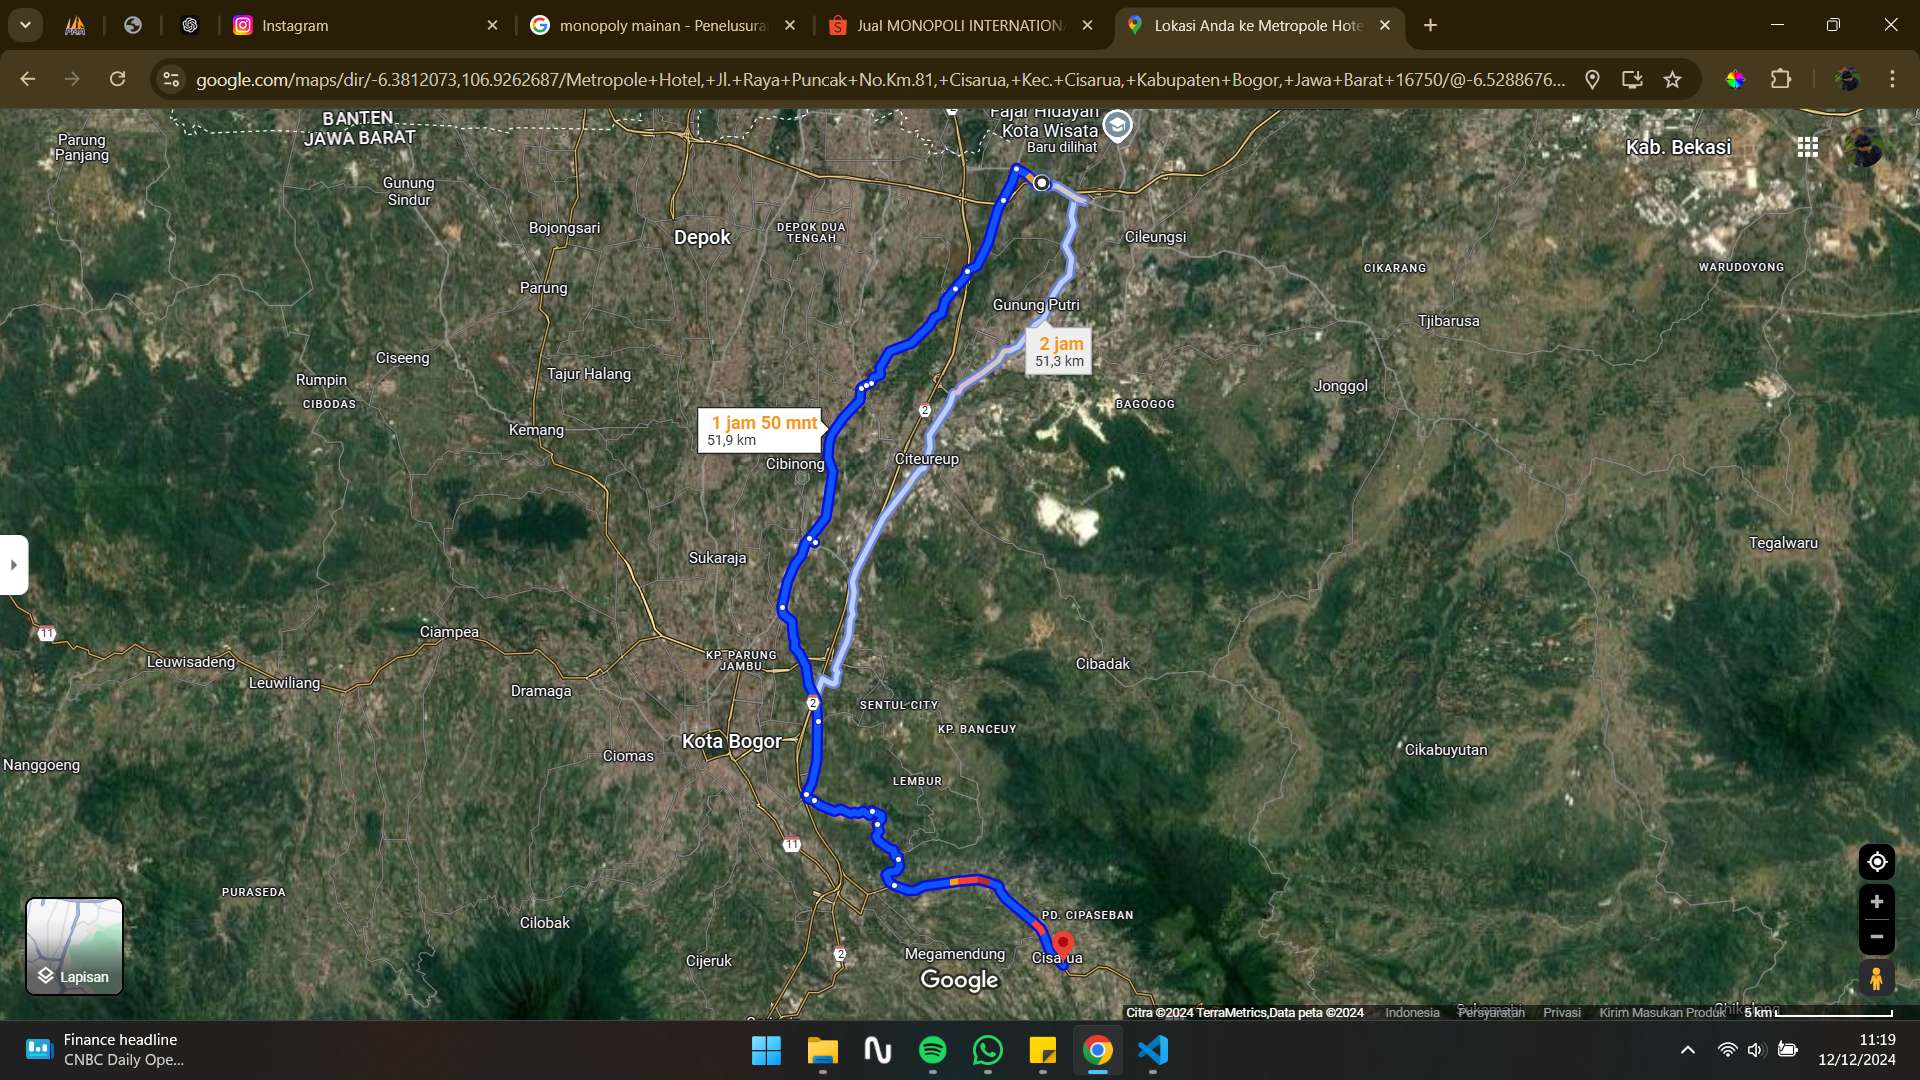 Instagram
monopoly mainan - Penelusura
Jual MONOPOLI INTERNATION
Lokasi Anda ke Metropole Hote
google.com/maps/dir/-6.3812073,106.9262687/Metropole+Hotel,+Jl.+Raya+Puncak+No.Km.81,+Cisarua,+Kec.+Cisarua,+Kabupaten+Bogor,+Jawa+Barat+16750/@-6.5288676...
BANTEN
JAWA BARAT
Fajar Hidayah
Kota Wisata
Baru dilihat
Parung
Panjang
Kab. Bekasi
Gunung
Sindur
Bojongsari
Depok
DEPOK DUA
TENGAH
Cileungsi
CIKARANG
WARUDOYONG
Parung
Gunung Putri
Tjibarusa
2 jam
51,3 km
Ciseeng
Tajur Halang
Rumpin
CIBODAS
Jonggol
BAGOGOG
2
1 jam 50 mnt
51,9 km
Kemang
Cibinong
Citeureup
Sukaraja
Tegalwaru
11
Ciampea
Leuwisadeng
KP. PARUNG
JAMBU
Cibadak
Leuwiliang
Dramaga
2
SENTUL CITY
KP. BANCEUY
Kota Bogor
Ciomas
Cikabuyutan
Nanggoeng
LEMBUR
11
PURASEDA
Cilobak
PD. CIPASEBAN
Cijeruk
2
Megamendung
Cisarua
Google
Lapisan
Citra ©2024 TerraMetrics,Data peta ©2024
Indonesia
Persyaratan
Privasi
Kirim Masukan Produk
5 km
Finance headline
CNBC Daily Ope...
11:19
12/12/2024